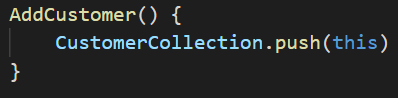 AddCustomer() {
    CustomerCollection.push(this)
}